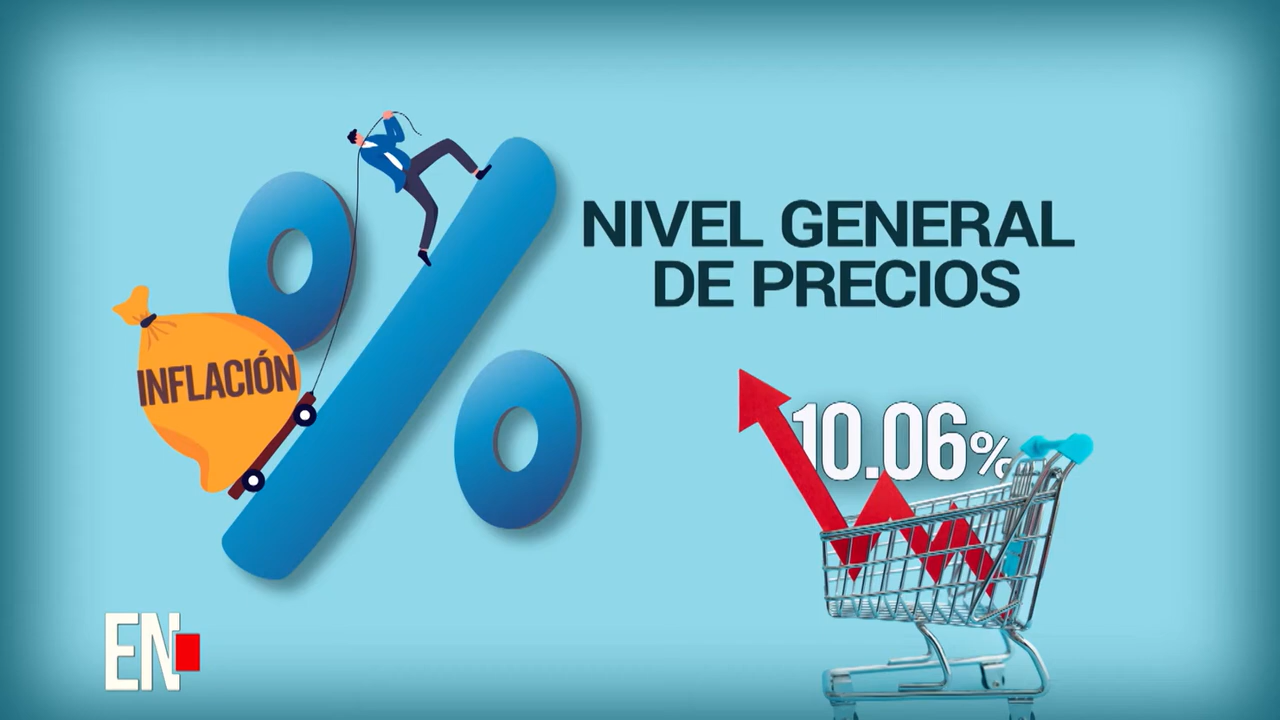 NIVEL GENERAL
DE PRECIOS
INFLACIÓN
10.06%
EN